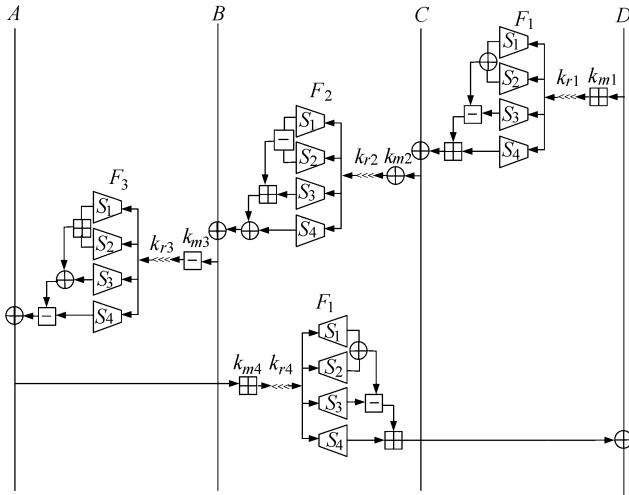 A B C D
F₁
S₁
S₂
S₃
S₄
kᵣ₁ kₘ₁
F₂
S₁
S₂
S₃
S₄
kᵣ₂ kₘ₂
F₃
S₁
S₂
S₃
S₄
kᵣ₃ kₘ₃
F₁
S₁
S₂
S₃
S₄
kₘ₄ kᵣ₄